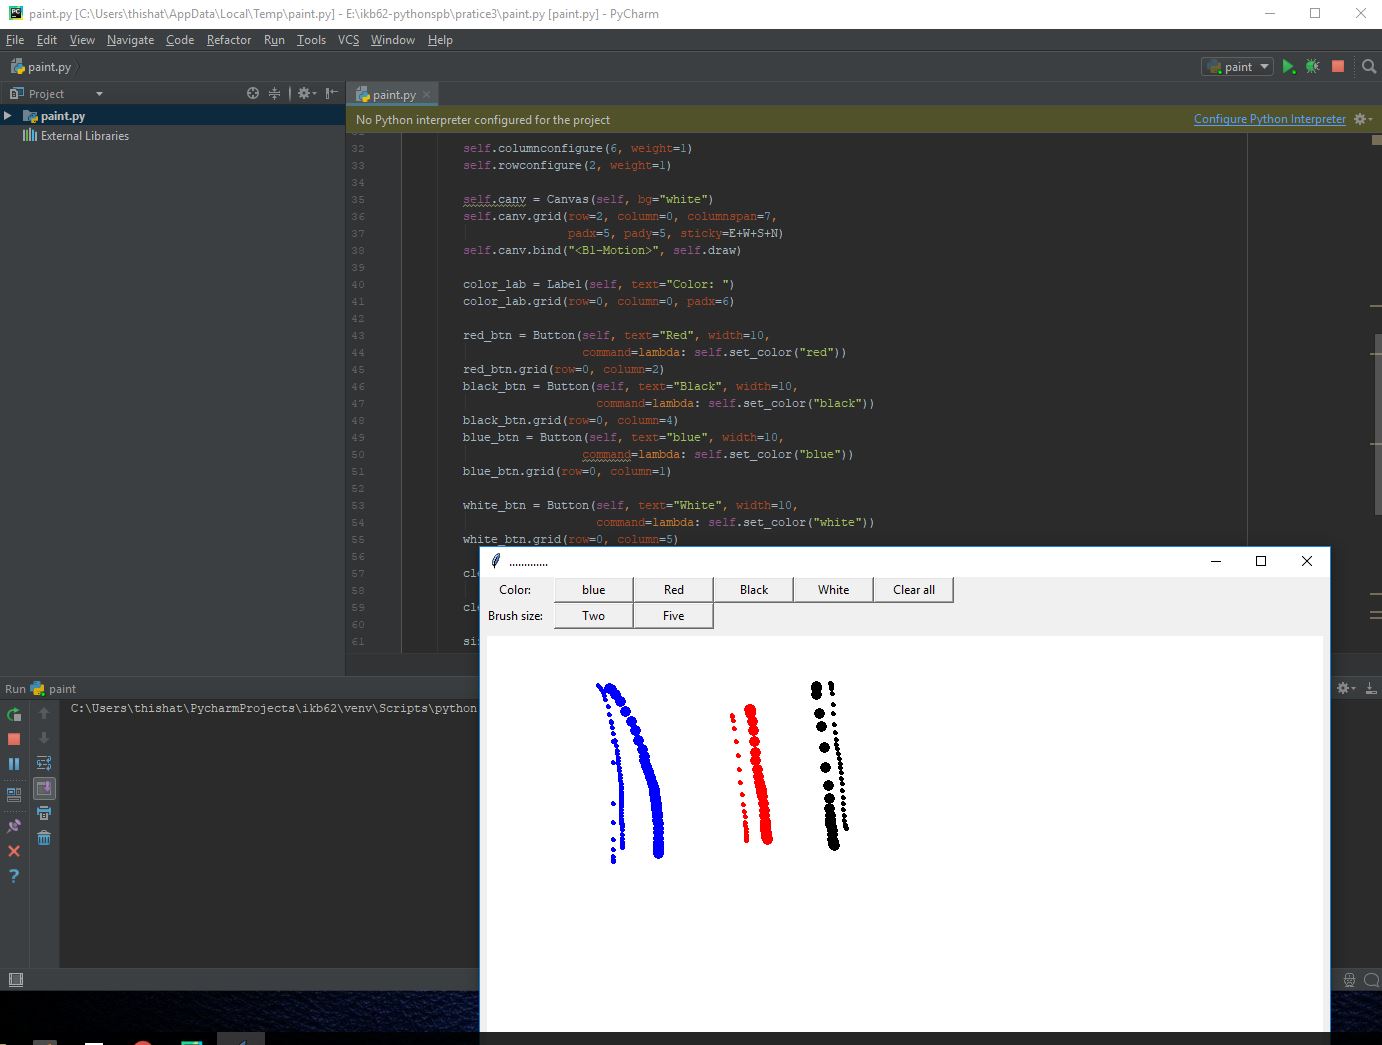 paint.py [C:\Users\thishat\AppData\Local\Temp\paint.py] - E:\ikb62-pythonspb\pratice3\paint.py [paint.py] - PyCharm
File Edit View Navigate Code Refactor Run Tools VCS Window Help
paint.py
paint
Project
paint.py
paint.py
External Libraries
No Python interpreter configured for the project
Configure Python Interpreter
32 self.columnconfigure(6, weight=1)
33 self.rowconfigure(2, weight=1)
34
35 self.canv = Canvas(self, bg="white")
36 self.canv.grid(row=2, column=0, columnspan=7,
37 padx=5, pady=5, sticky=E+W+S+N)
38 self.canv.bind("<B1-Motion>", self.draw)
39
40 color_lab = Label(self, text="Color: ")
41 color_lab.grid(row=0, column=0, padx=6)
42
43 red_btn = Button(self, text="Red", width=10,
44 command=lambda: self.set_color("red"))
45 red_btn.grid(row=0, column=2)
46 black_btn = Button(self, text="Black", width=10,
47 command=lambda: self.set_color("black"))
48 black_btn.grid(row=0, column=4)
49 blue_btn = Button(self, text="blue", width=10,
50 command=lambda: self.set_color("blue"))
51 blue_btn.grid(row=0, column=1)
52
53 white_btn = Button(self, text="White", width=10,
54 command=lambda: self.set_color("white"))
55 white_btn.grid(row=0, column=5)
56
57 cle
58
59 cle
60
61 siz
.............
Color: blue Red Black White Clear all
Brush size: Two Five
Run paint
C:\Users\thishat\PycharmProjects\ikb62\venv\Scripts\python